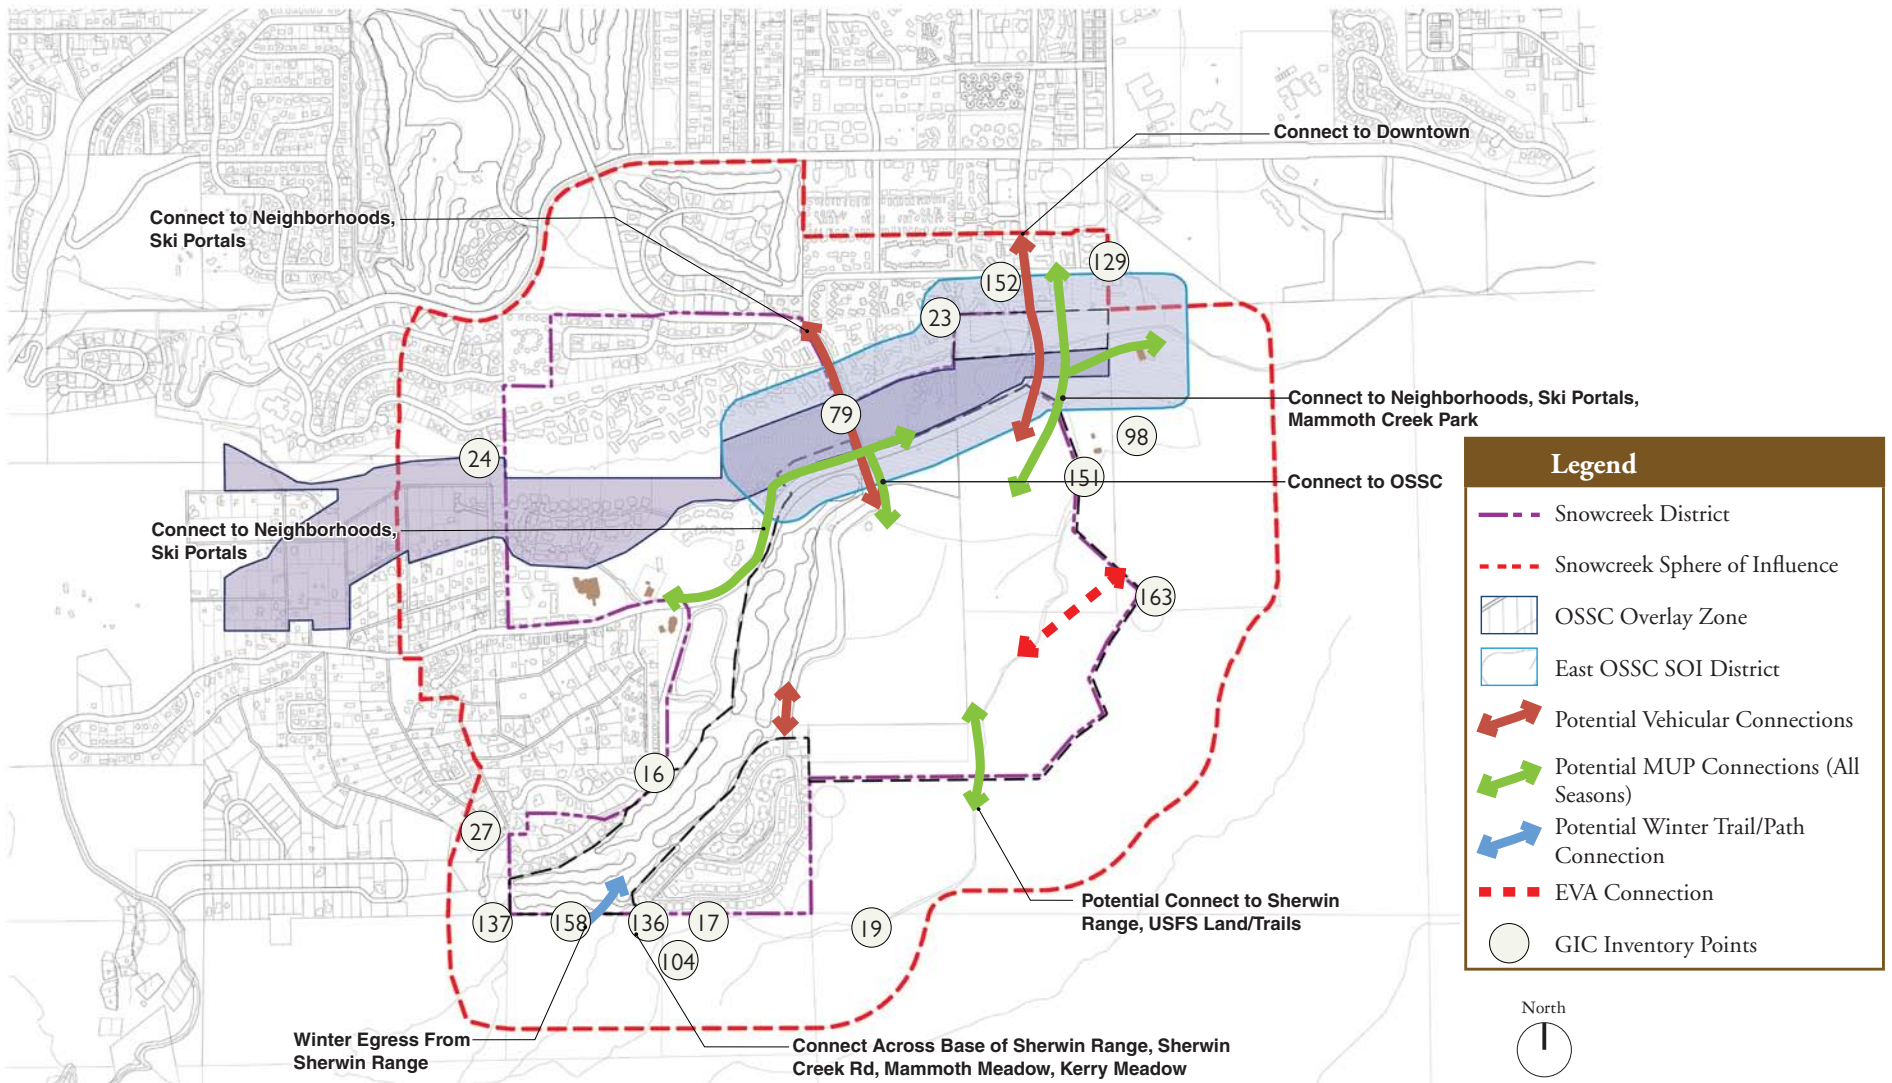 Connect to Downtown
Connect to Neighborhoods,
Ski Portals
129
152
23
79
Connect to Neighborhoods, Ski Portals,
Mammoth Creek Park
98
24
151
Connect to OSSC
Connect to Neighborhoods,
Ski Portals
163
16
27
137
158
136
17
19
104
Potential Connect to Sherwin
Range, USFS Land/Trails
Winter Egress From
Sherwin Range
Connect Across Base of Sherwin Range, Sherwin
Creek Rd, Mammoth Meadow, Kerry Meadow
Legend
Snowcreek District
Snowcreek Sphere of Influence
OSSC Overlay Zone
East OSSC SOI District
Potential Vehicular Connections
Potential MUP Connections (All
Seasons)
Potential Winter Trail/Path
Connection
EVA Connection
GIC Inventory Points
North